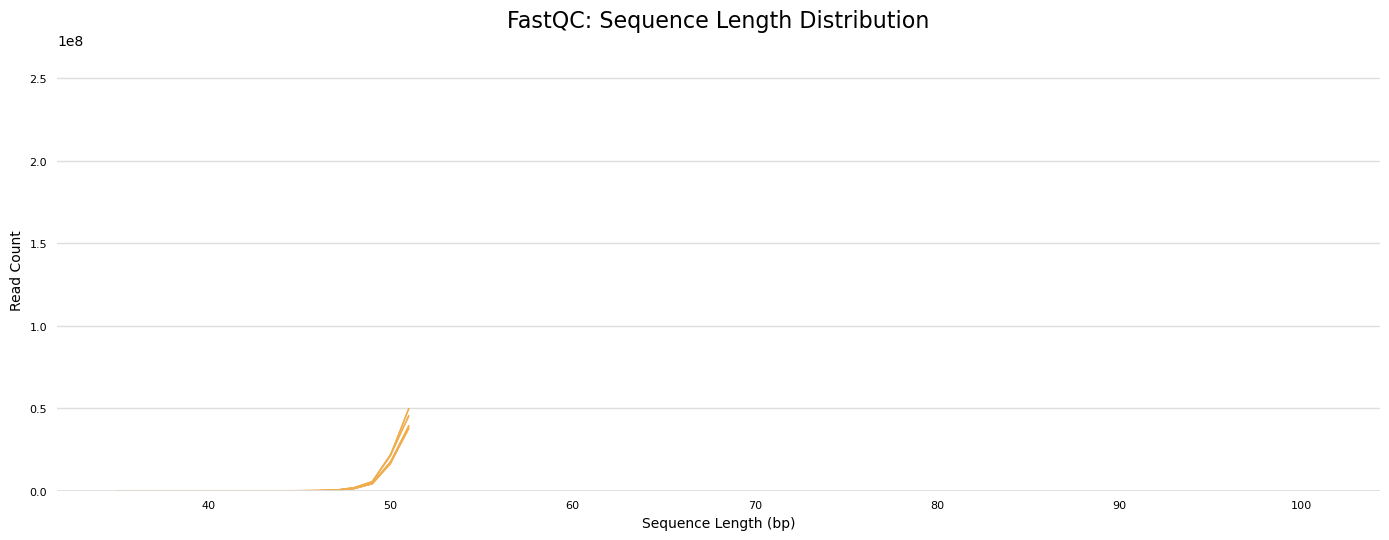 FastQC: Sequence Length Distribution
1e8
2.5
2.0
1.5
1.0
0.5
0.0
Read Count
40 50 60 70 80 90 100
Sequence Length (bp)